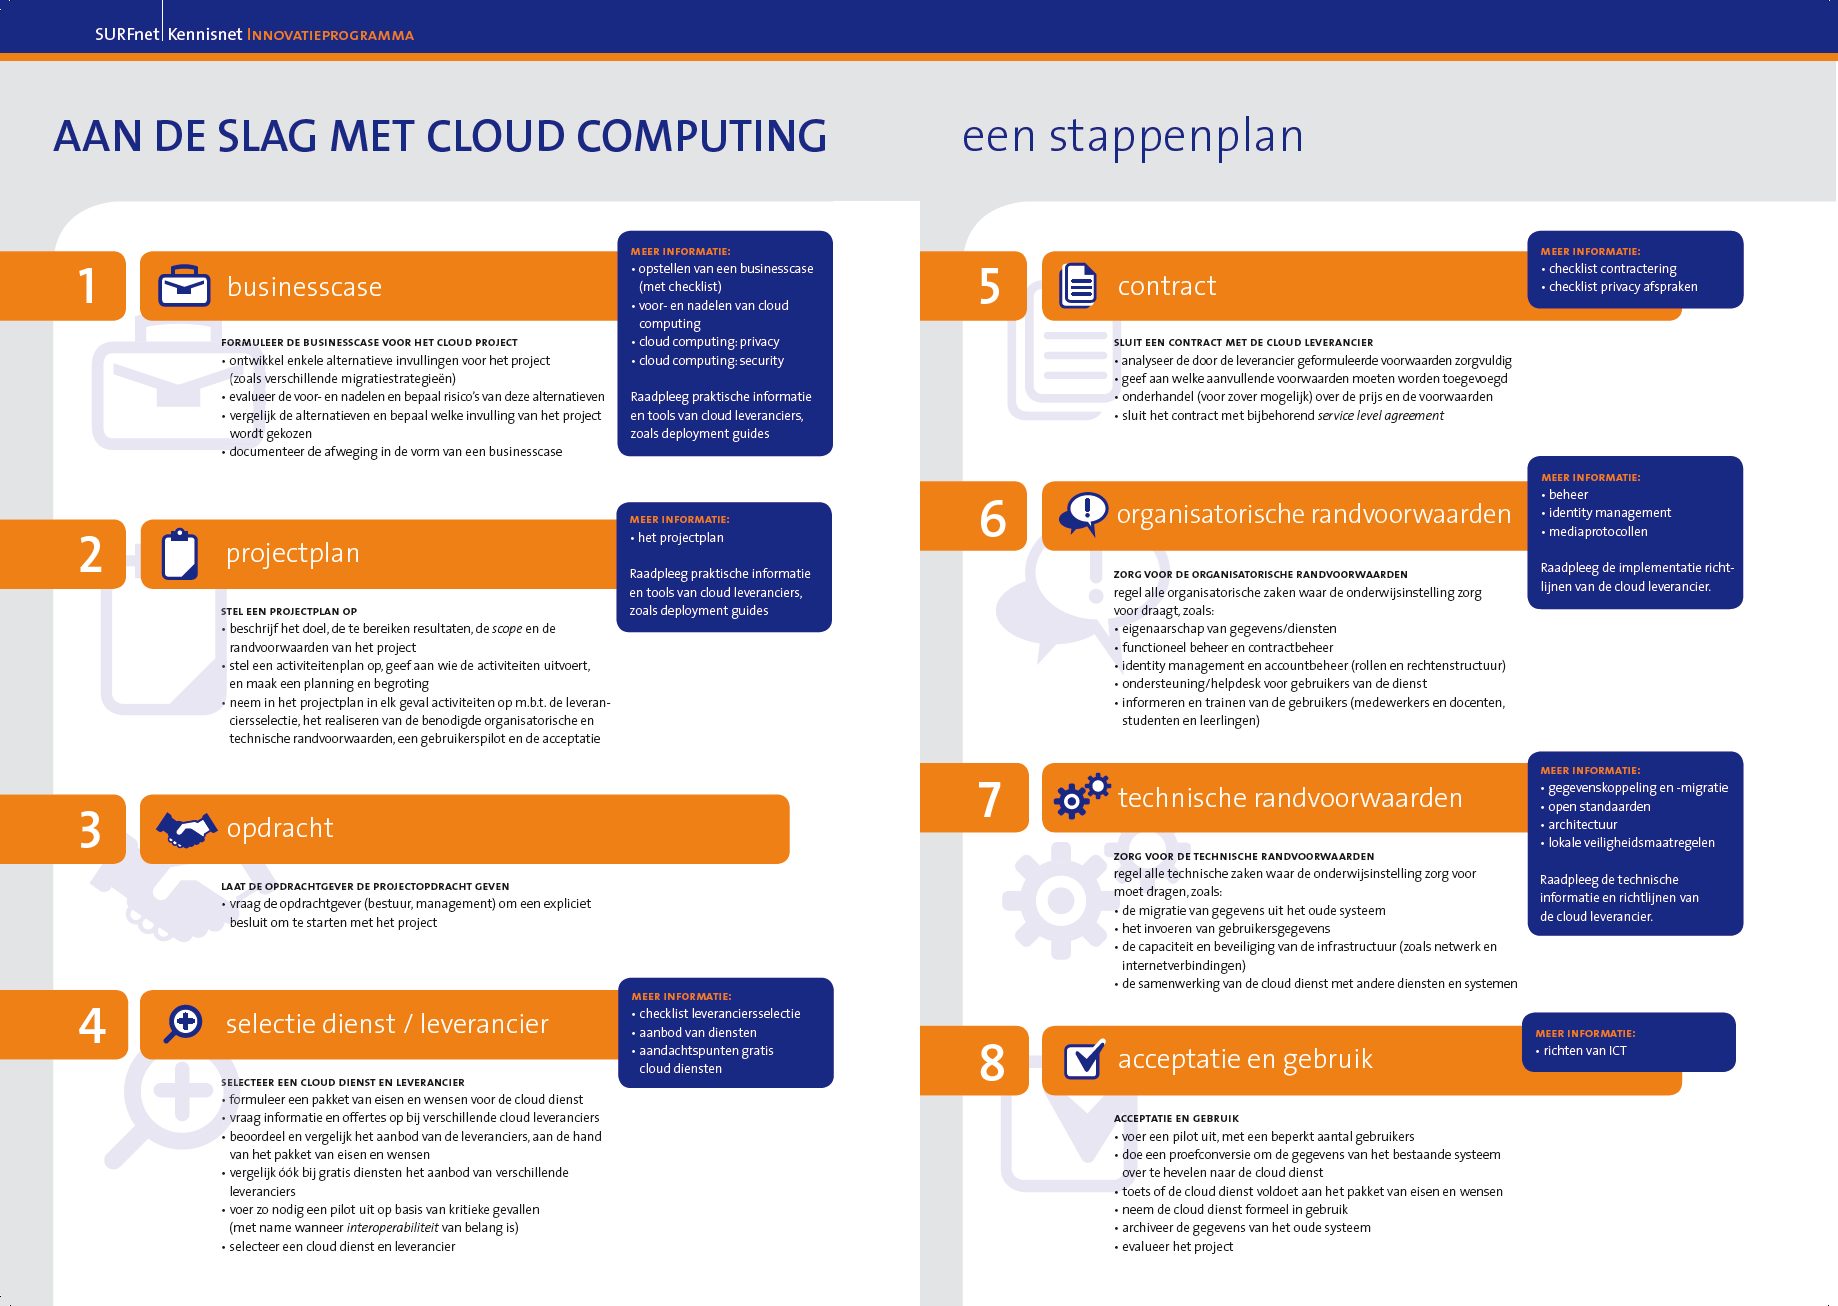 SURFnet Kennisnet INNOVATIEPROGRAMMA
AAN DE SLAG MET CLOUD COMPUTING
een stappenplan
1
businesscase
MEER INFORMATIE:
• opstellen van een businesscase
(met checklist)
• voor- en nadelen van cloud
computing
• cloud computing: privacy
• cloud computing: security
Raadpleeg praktische informatie
en tools van cloud leveranciers,
zoals deployment guides
FORMULEER DE BUSINESSCASE VOOR HET CLOUD PROJECT
• ontwikkel enkele alternatieve invullingen voor het project
(zoals verschillende migratiestrategieën)
• evalueer de voor- en nadelen en bepaal risico's van deze alternatieven
• vergelijk de alternatieven en bepaal welke invulling van het project
wordt gekozen
• documenteer de afweging in de vorm van een businesscase
2
projectplan
MEER INFORMATIE:
• het projectplan
Raadpleeg praktische informatie
en tools van cloud leveranciers,
zoals deployment guides
STEL EEN PROJECTPLAN OP
• beschrijf het doel, de te bereiken resultaten, de scope en de
randvoorwaarden van het project
• stel een activiteitenplan op, geef aan wie de activiteiten uitvoert,
en maak een planning en begroting
• neem in het projectplan in elk geval activiteiten op m.b.t. de leveran-
ciersselectie, het realiseren van de benodigde organisatorische en
technische randvoorwaarden, een gebruikerspilot en de acceptatie
3
opdracht
LAAT DE OPDRACHTGEVER DE PROJECTOPDRACHT GEVEN
• vraag de opdrachtgever (bestuur, management) om een expliciet
besluit om te starten met het project
4
selectie dienst / leverancier
MEER INFORMATIE:
• checklist leveranciersselectie
• aanbod van diensten
• aandachtspunten gratis
cloud diensten
SELECTEER EEN CLOUD DIENST EN LEVERANCIER
• formuleer een pakket van eisen en wensen voor de cloud dienst
• vraag informatie en offertes op bij verschillende cloud leveranciers
• beoordeel en vergelijk het aanbod van de leveranciers, aan de hand
van het pakket van eisen en wensen
• vergelijk óók bij gratis diensten het aanbod van verschillende
leveranciers
• voer zo nodig een pilot uit op basis van kritieke gevallen
(met name wanneer interoperabiliteit van belang is)
• selecteer een cloud dienst en leverancier
5
contract
MEER INFORMATIE:
• checklist contractering
• checklist privacy afspraken
SLUIT EEN CONTRACT MET DE CLOUD LEVERANCIER
• analyseer de door de leverancier geformuleerde voorwaarden zorgvuldig
• geef aan welke aanvullende voorwaarden moeten worden toegevoegd
• onderhandel (voor zover mogelijk) over de prijs en de voorwaarden
• sluit het contract met bijbehorend service level agreement
6
organisatorische randvoorwaarden
MEER INFORMATIE:
• beheer
• identity management
• mediaprotocollen
Raadpleeg de implementatie richt-
lijnen van de cloud leverancier.
ZORG VOOR DE ORGANISATORISCHE RANDVOORWAARDEN
regel alle organisatorische zaken waar de onderwijsinstelling zorg
voor draagt, zoals:
• eigenaarschap van gegevens/diensten
• functioneel beheer en contractbeheer
• identity management en accountbeheer (rollen en rechtenstructuur)
• ondersteuning/helpdesk voor gebruikers van de dienst
• informeren en trainen van de gebruikers (medewerkers en docenten,
studenten en leerlingen)
7
technische randvoorwaarden
MEER INFORMATIE:
• gegevenskoppeling en -migratie
• open standaarden
• architectuur
• lokale veiligheidsmaatregelen
Raadpleeg de technische
informatie en richtlijnen van
de cloud leverancier.
ZORG VOOR DE TECHNISCHE RANDVOORWAARDEN
regel alle technische zaken waar de onderwijsinstelling zorg voor
moet dragen, zoals:
• de migratie van gegevens uit het oude systeem
• het invoeren van gebruikersgegevens
• de capaciteit en beveiliging van de infrastructuur (zoals netwerk en
internetverbindingen)
• de samenwerking van de cloud dienst met andere diensten en systemen
8
acceptatie en gebruik
MEER INFORMATIE:
• richten van ICT
ACCEPTATIE EN GEBRUIK
• voer een pilot uit, met een beperkt aantal gebruikers
• doe een proefconversie om de gegevens van het bestaande systeem
over te hevelen naar de cloud dienst
• toets of de cloud dienst voldoet aan het pakket van eisen en wensen
• neem de cloud dienst formeel in gebruik
• archiveer de gegevens van het oude systeem
• evalueer het project